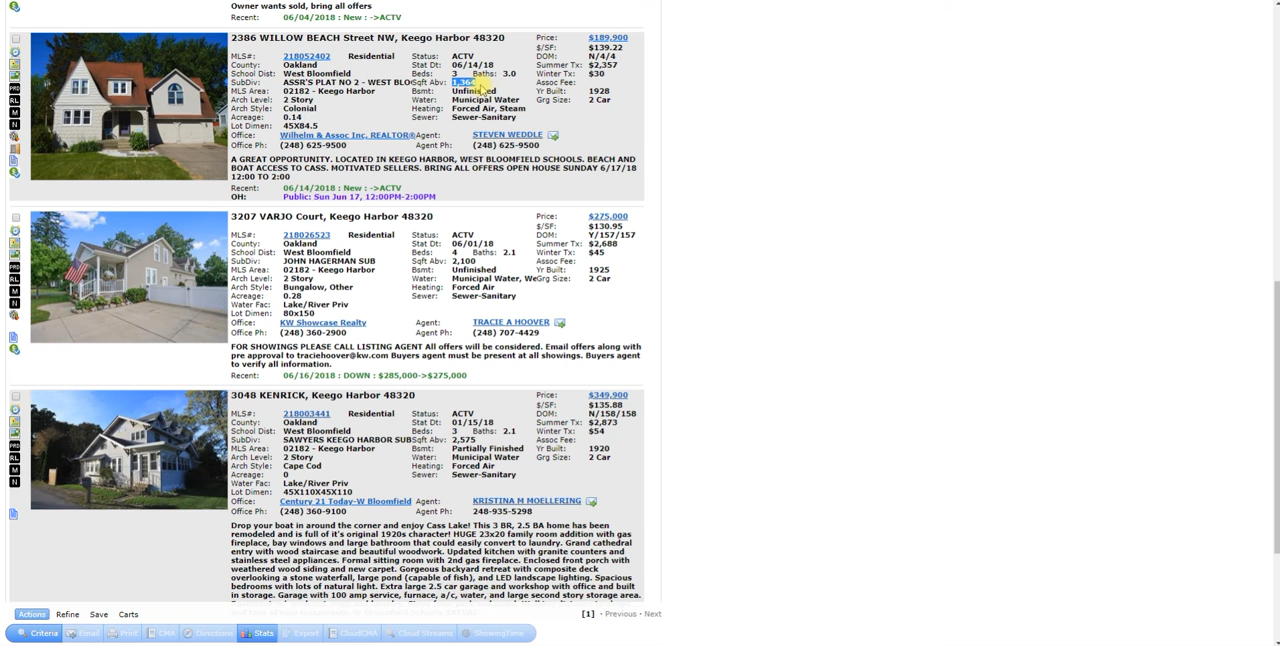 Owner wants sold, bring all offers
Recent: 06/04/2018 : New : ->ACTV
2386 WILLOW BEACH Street NW, Keego Harbor 48320 Price: $189,900
$/SF: $139.22
MLS#: 218052402 Residential Status: ACTV DOM: N/4/4
County: Oakland Stat Dt: 06/14/18 Summer Tx: $2,357
School Dist: West Bloomfield Beds: 3 Baths: 3.0 Winter Tx: $30
SubDiv: ASSR'S PLAT NO 2 - WEST BLO Sqft Abv: 1,364 Assoc Fee:
MLS Area: 02182 - Keego Harbor Bsmt: Unfinished Yr Built: 1928
Arch Level: 2 Story Water: Municipal Water Grg Size: 2 Car
Arch Style: Colonial Heating: Forced Air, Steam
Acreage: 0.14 Sewer: Sewer-Sanitary
Lot Dimen: 45X84.5
Office: Wilhelm & Assoc Inc, REALTOR® Agent: STEVEN WEDDLE
Office Ph: (248) 625-9500 Agent Ph: (248) 625-9500
A GREAT OPPORTUNITY. LOCATED IN KEEGO HARBOR, WEST BLOOMFIELD SCHOOLS. BEACH AND
BOAT ACCESS TO CASS. MOTIVATED SELLERS. BRING ALL OFFERS OPEN HOUSE SUNDAY 6/17/18
12:00 TO 2:00
Recent: 06/14/2018 : New : ->ACTV
OH: Public: Sun Jun 17, 12:00PM-2:00PM
3207 VARJO Court, Keego Harbor 48320 Price: $275,000
$/SF: $130.95
MLS#: 218026523 Residential Status: ACTV DOM: Y/157/157
County: Oakland Stat Dt: 06/01/18 Summer Tx: $2,688
School Dist: West Bloomfield Beds: 4 Baths: 2.1 Winter Tx: $45
SubDiv: JOHN HAGERMAN SUB Sqft Abv: 2,100 Assoc Fee:
MLS Area: 02182 - Keego Harbor Bsmt: Unfinished Yr Built: 1925
Arch Level: 2 Story Water: Municipal Water, We Grg Size: 2 Car
Arch Style: Bungalow, Other Heating: Forced Air
Acreage: 0.28 Sewer: Sewer-Sanitary
Water Fac: Lake/River Priv
Lot Dimen: 80x150
Office: KW Showcase Realty Agent: TRACIE A HOOVER
Office Ph: (248) 360-2900 Agent Ph: (248) 707-4429
FOR SHOWINGS PLEASE CALL LISTING AGENT All offers will be considered. Email offers along with
pre approval to traciehoover@kw.com Buyers agent must be present at all showings. Buyers agent
to verify all information.
Recent: 06/16/2018 : DOWN : $285,000->$275,000
3048 KENRICK, Keego Harbor 48320 Price: $349,900
$/SF: $135.88
MLS#: 218003441 Residential Status: ACTV DOM: N/158/158
County: Oakland Stat Dt: 01/15/18 Summer Tx: $2,873
School Dist: West Bloomfield Beds: 3 Baths: 2.1 Winter Tx: $54
SubDiv: SAWYERS KEEGO HARBOR SUB Sqft Abv: 2,575 Assoc Fee:
MLS Area: 02182 - Keego Harbor Bsmt: Partially Finished Yr Built: 1920
Arch Level: 2 Story Water: Municipal Water Grg Size: 2 Car
Arch Style: Cape Cod Heating: Forced Air
Acreage: 0 Sewer: Sewer-Sanitary
Water Fac: Lake/River Priv
Lot Dimen: 45X110X45X110
Office: Century 21 Today-W Bloomfield Agent: KRISTINA M MOELLERING
Office Ph: (248) 360-9100 Agent Ph: 248-935-5298
Drop your boat in around the corner and enjoy Cass Lake! This 3 BR, 2.5 BA home has been
remodeled and is full of it's original 1920s character! HUGE 23x20 family room addition with gas
fireplace, bay windows and large bathroom that could easily convert to laundry. Grand cathedral
entry with wood staircase and beautiful woodwork. Updated kitchen with granite counters and
stainless steel appliances. Formal sitting room with 2nd gas fireplace. Enclosed front porch with
weathered wood siding and new carpet. Gorgeous backyard retreat with composite deck
overlooking a stone waterfall, large pond (capable of fish), and LED landscape lighting. Spacious
bedrooms with lots of natural light. Extra large 2.5 car garage and workshop with office and built
in storage. Garage with 100 amp service, furnace, a/c, water, and large second story storage area.
Actions Refine Save Carts [1] · Previous · Next
Criteria Email Print CMA Directions Stats Export CloudCMA Cloud Streams ShowingTime